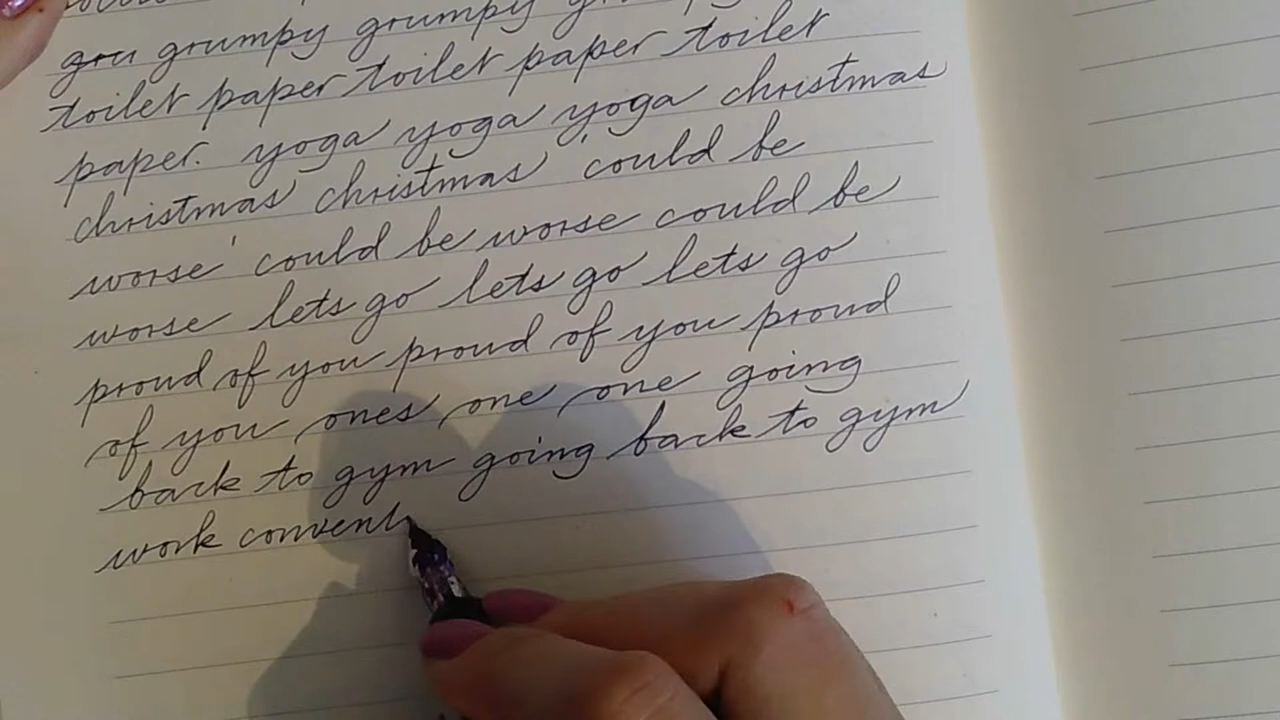 gru grumpy grumpy
toilet paper toilet paper toilet
paper. yoga yoga yoga christmas
christmas christmas 'could be
worse' could be worse could be
worse lets go lets go lets go
proud of you proud of you proud
of you ones one one going
back to gym going back to gym
work convent